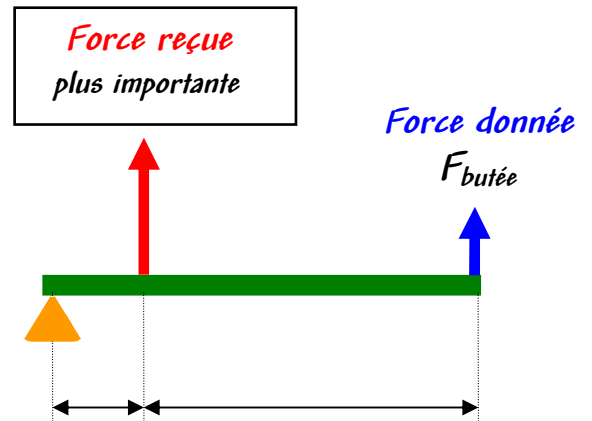 Force reçue
plus importante
Force donnée
Fbutée